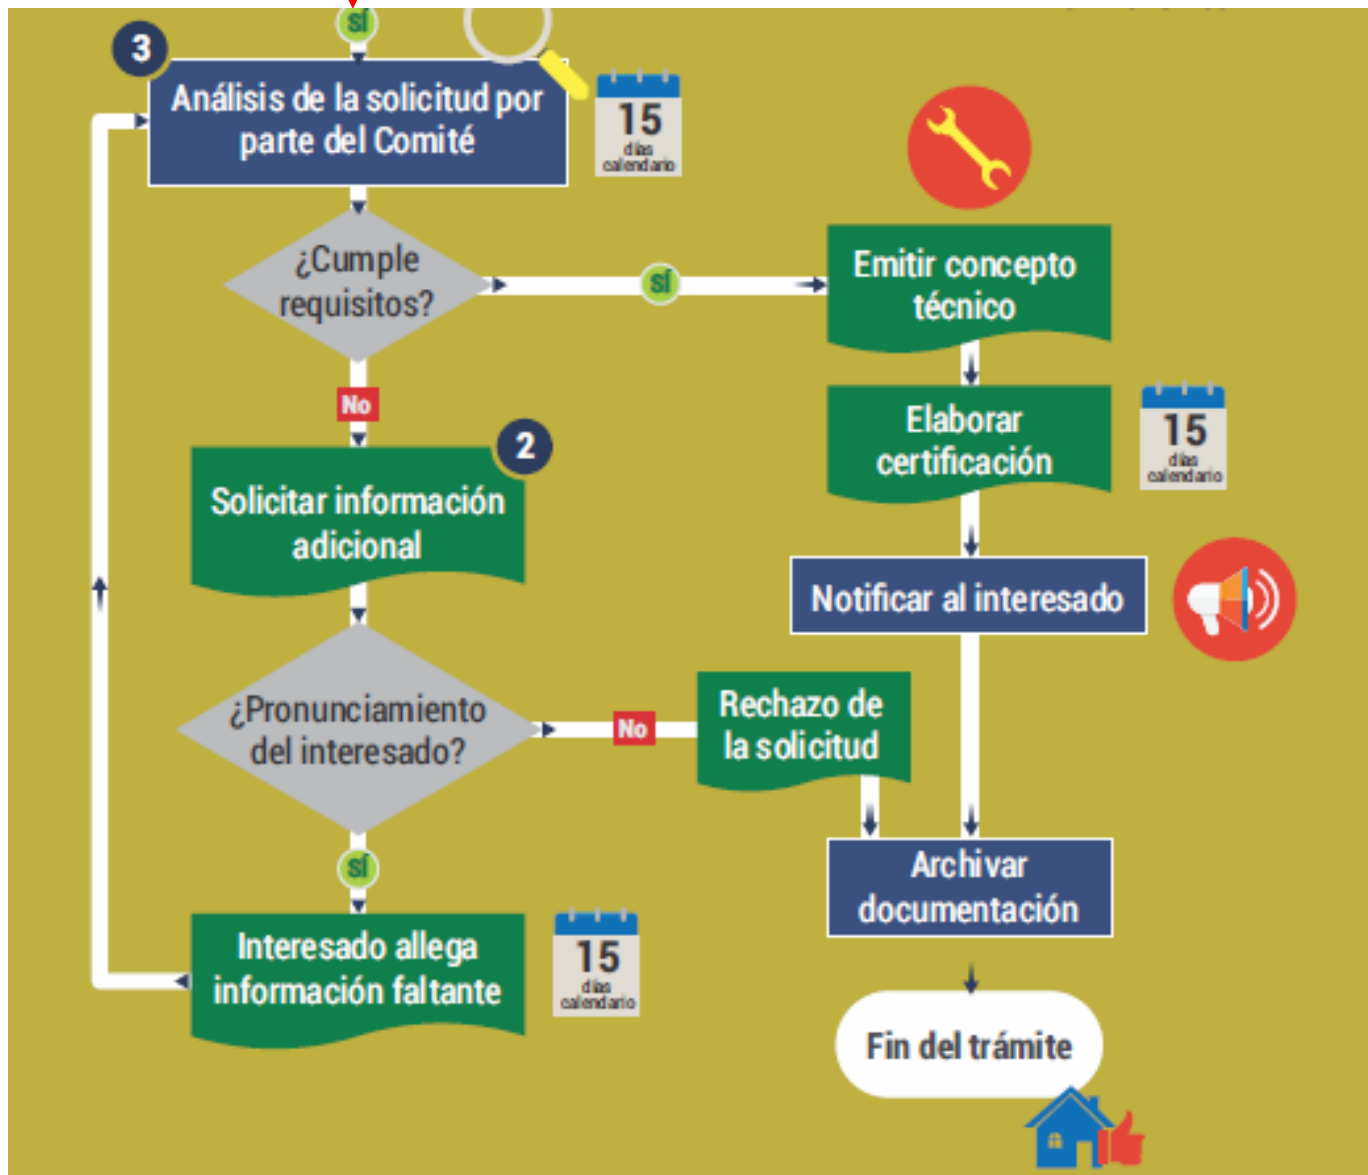 SÍ
3
Análisis de la solicitud por
parte del Comité
15
días
calendario
¿Cumple
requisitos?
SÍ
Emitir concepto
técnico
No
Elaborar
certificación
15
días
calendario
2
Solicitar información
adicional
Notificar al interesado
¿Pronunciamiento
del interesado?
No
Rechazo de
la solicitud
SÍ
Archivar
documentación
Interesado allega
información faltante
15
días
calendario
Fin del trámite